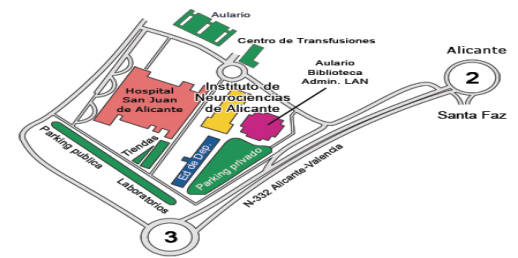 Aulario
Centro de Transfusiones
Alicante
2
Santa Faz
Aulario
Biblioteca
Admin. LAN
Instituto de
Neurociencias
de Alicante
Hospital
San Juan
de Alicante
Tiendas
Parking publica
Laboratorios
Ed de Dep.
Parking privado
N-332 Alicante-Valencia
3